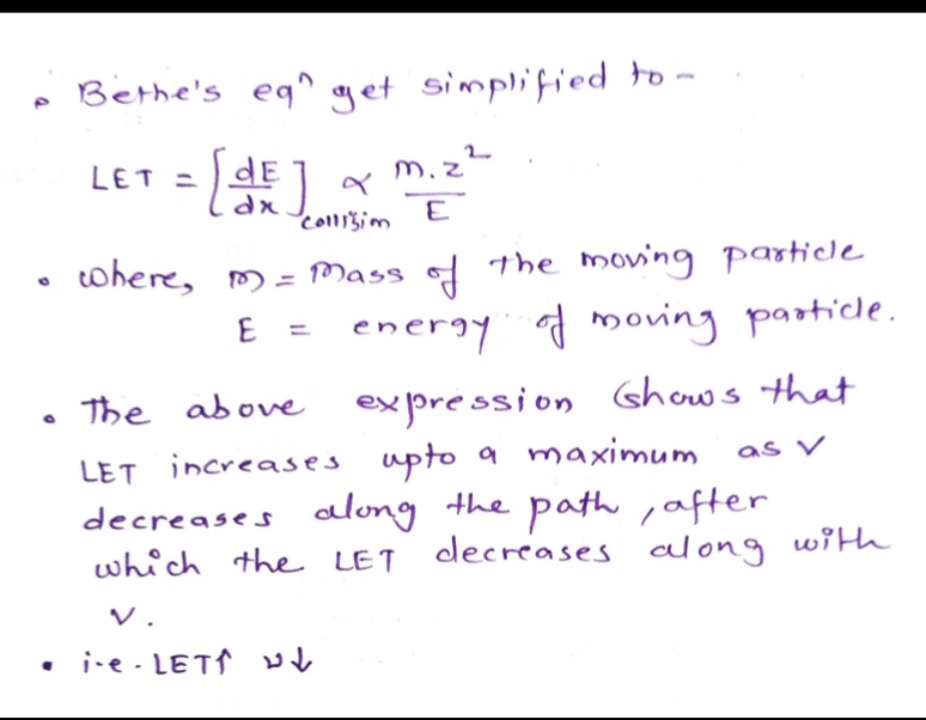 • Bethe's eqⁿ get simplified to -
LET = [dE/dx]collisim ∝ m.z²/E
• where, m = Mass of the moving particle
E = energy of moving particle.
• The above expression shows that
LET increases upto a maximum as v
decreases along the path, after
which the LET decreases along with
v.
• i.e. LET↑ v↓